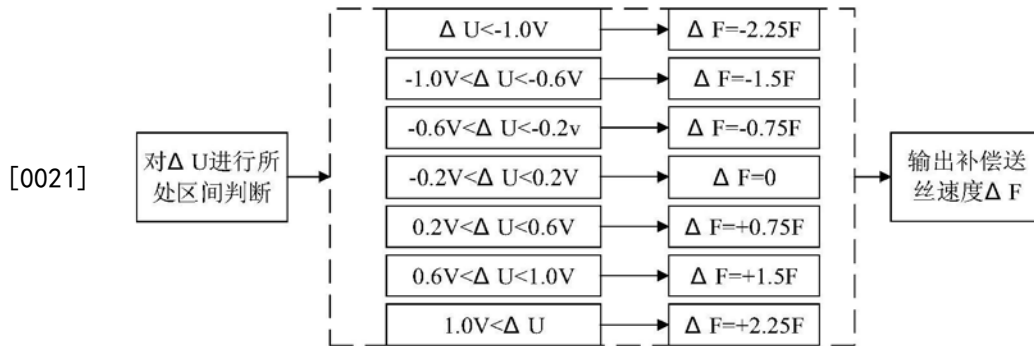 Δ U<-1.0V
Δ F=-2.25F
-1.0V<Δ U<-0.6V
Δ F=-1.5F
-0.6V<Δ U<-0.2v
Δ F=-0.75F
[0021]
对Δ U进行所
处区间判断
-0.2V<Δ U<0.2V
Δ F=0
输出补偿送
丝速度Δ F
0.2V<Δ U<0.6V
Δ F=+0.75F
0.6V<Δ U<1.0V
Δ F=+1.5F
1.0V<Δ U
Δ F=+2.25F